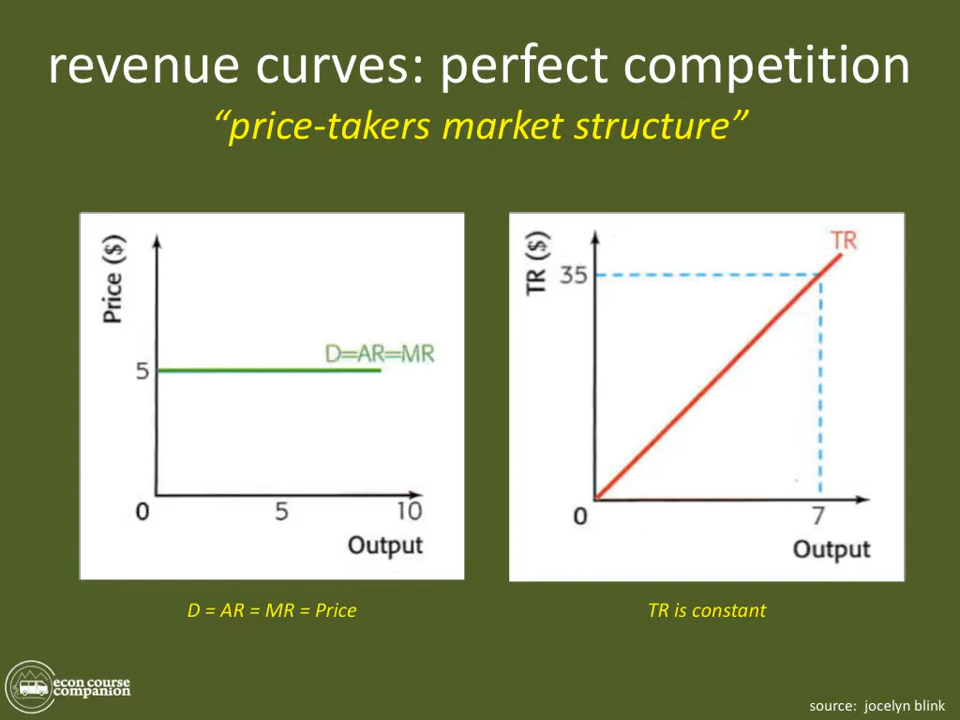 revenue curves: perfect competition
“price-takers market structure”
Price ($)
D=AR=MR
5
0
5
10
Output
TR ($)
TR
35
0
7
Output
D = AR = MR = Price
TR is constant
econ course
companion
source: jocelyn blink